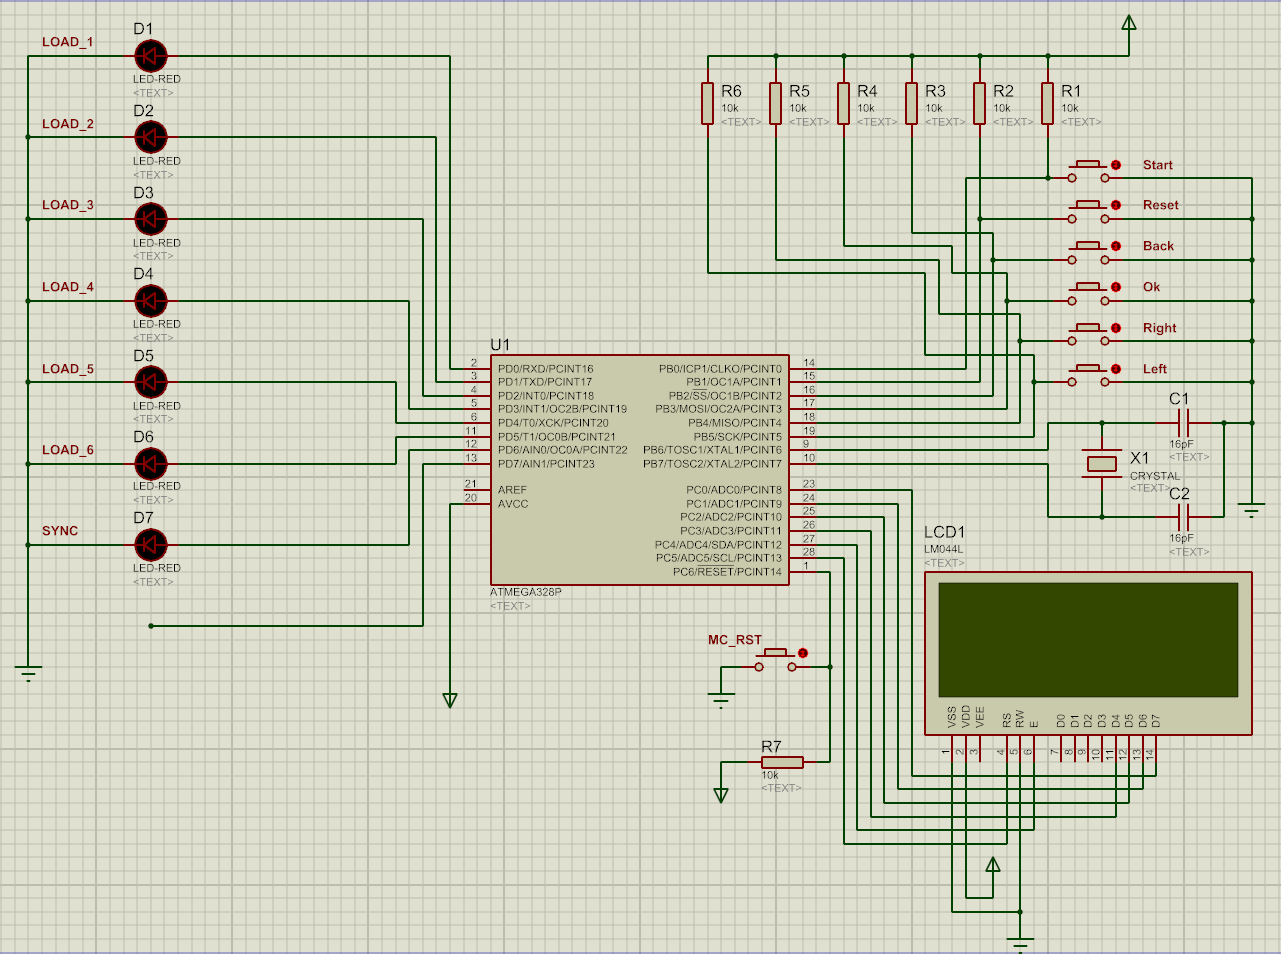 LOAD_1
D1
LED-RED
<TEXT>
LOAD_2
D2
LED-RED
<TEXT>
LOAD_3
D3
LED-RED
<TEXT>
LOAD_4
D4
LED-RED
<TEXT>
LOAD_5
D5
LED-RED
<TEXT>
LOAD_6
D6
LED-RED
<TEXT>
SYNC
D7
LED-RED
<TEXT>
R6
10k
<TEXT>
R5
10k
<TEXT>
R4
10k
<TEXT>
R3
10k
<TEXT>
R2
10k
<TEXT>
R1
10k
<TEXT>
Start
Reset
Back
Ok
Right
Left
U1
2 PD0/RXD/PCINT16
3 PD1/TXD/PCINT17
4 PD2/INT0/PCINT18
5 PD3/INT1/OC2B/PCINT19
6 PD4/T0/XCK/PCINT20
11 PD5/T1/OC0B/PCINT21
12 PD6/AIN0/OC0A/PCINT22
13 PD7/AIN1/PCINT23
21 AREF
20 AVCC
PB0/ICP1/CLKO/PCINT0 14
PB1/OC1A/PCINT1 15
PB2/SS/OC1B/PCINT2 16
PB3/MOSI/OC2A/PCINT3 17
PB4/MISO/PCINT4 18
PB5/SCK/PCINT5 19
PB6/TOSC1/XTAL1/PCINT6 9
PB7/TOSC2/XTAL2/PCINT7 10
PC0/ADC0/PCINT8 23
PC1/ADC1/PCINT9 24
PC2/ADC2/PCINT10 25
PC3/ADC3/PCINT11 26
PC4/ADC4/SDA/PCINT12 27
PC5/ADC5/SCL/PCINT13 28
PC6/RESET/PCINT14 1
ATMEGA328P
<TEXT>
C1
16pF
<TEXT>
X1
CRYSTAL
<TEXT>
C2
16pF
<TEXT>
MC_RST
R7
10k
<TEXT>
LCD1
LM044L
<TEXT>
VSS VDD VEE RS RW E D0 D1 D2 D3 D4 D5 D6 D7
1 2 3 4 5 6 7 8 9 10 11 12 13 14